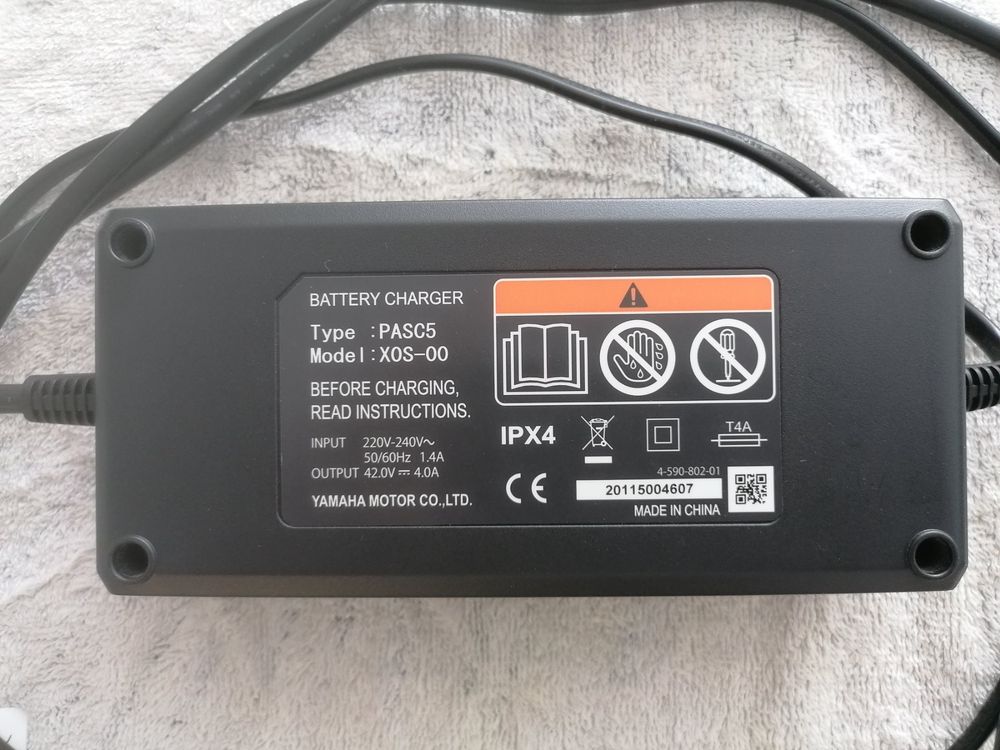 BATTERY CHARGER
Type :PASC5
Model:X0S-00
BEFORE CHARGING,
READ INSTRUCTIONS.
INPUT 220V-240V~
50/60Hz 1.4A
OUTPUT 42.0V⎓4.0A
YAMAHA MOTOR CO.,LTD.
IPX4
T4A
4-590-802-01
CE
20115004607
MADE IN CHINA